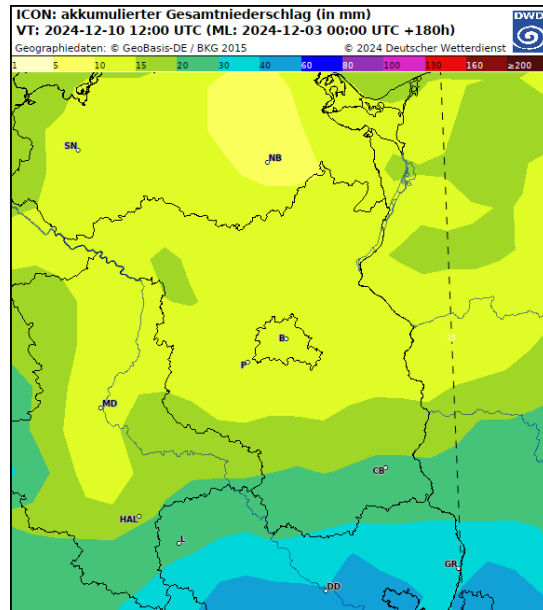 ICON: akkumulierter Gesamtniederschlag (in mm)
VT: 2024-12-10 12:00 UTC (ML: 2024-12-03 00:00 UTC +180h)
Geographiedaten: © GeoBasis-DE / BKG 2015 © 2024 Deutscher Wetterdienst
DWD
1 5 10 15 20 30 40 60 80 100 130 160 ≥200
SN
NB
B
P
MD
CB
HAL
L
GR
DD